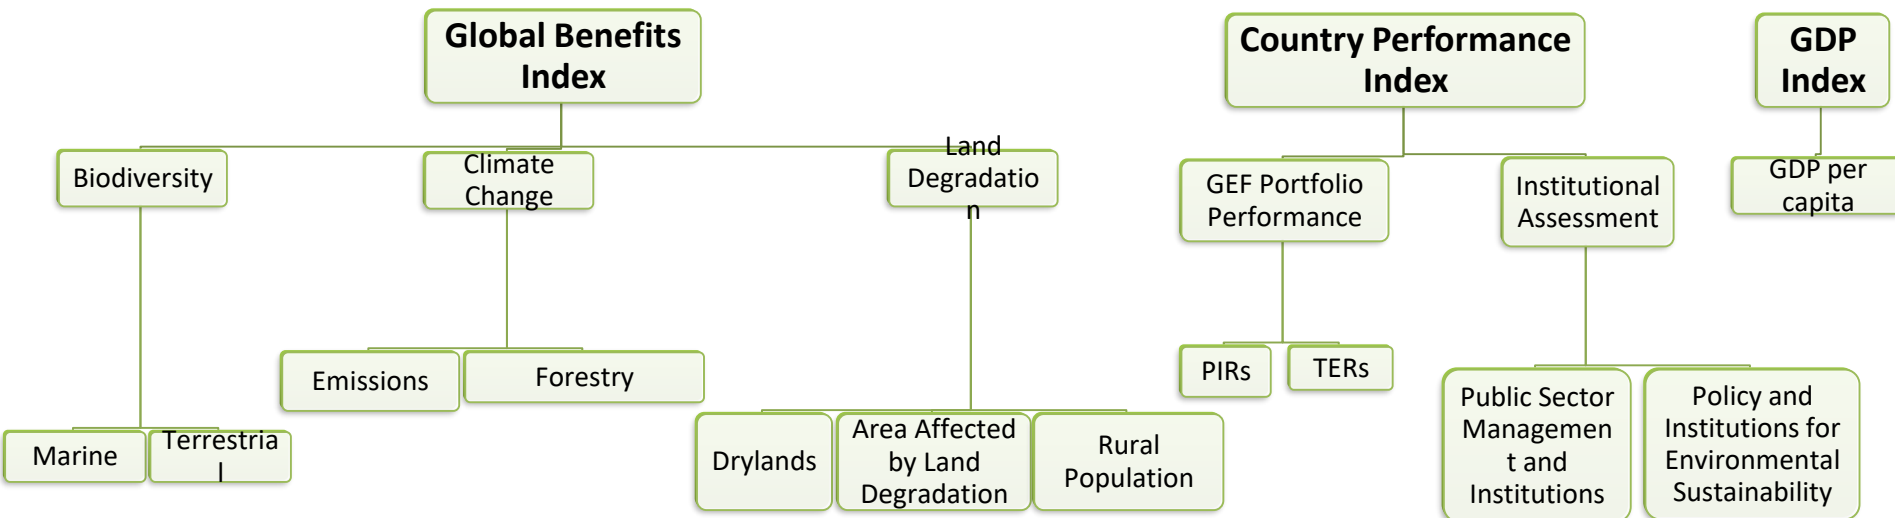 Global Benefits
Index
Country Performance
Index
GDP
Index
Biodiversity
Climate
Change
Land
Degradatio
n
GEF Portfolio
Performance
Institutional
Assessment
GDP per
capita
Emissions
Forestry
PIRs
TERs
Marine
Terrestria
l
Drylands
Area Affected
by Land
Degradation
Rural
Population
Public Sector
Managemen
t and
Institutions
Policy and
Institutions for
Environmental
Sustainability